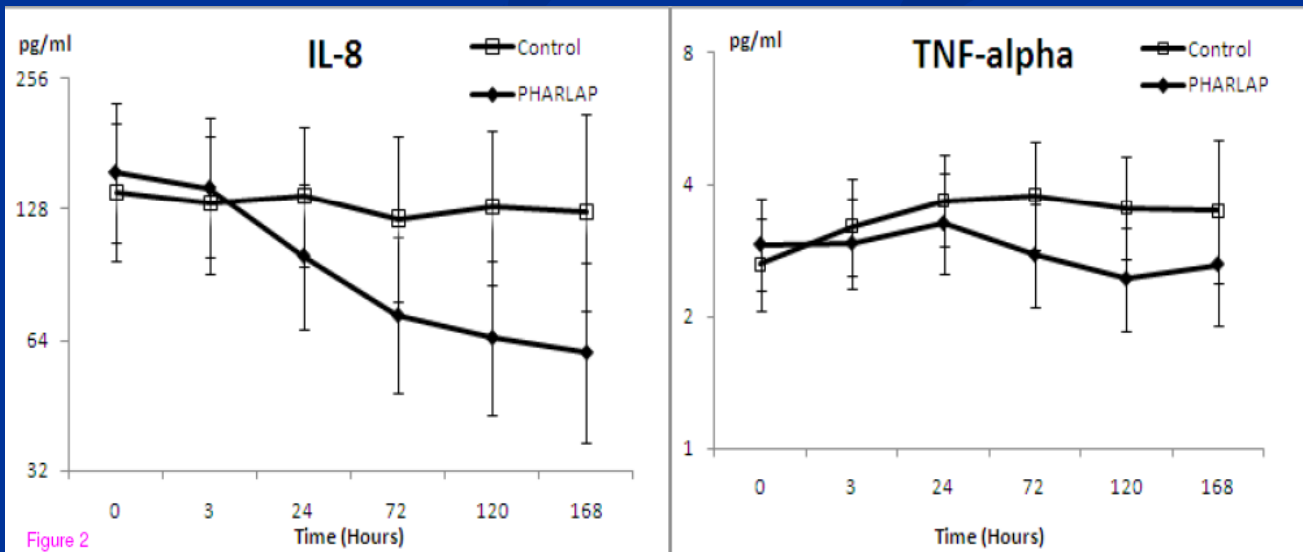 IL-8
pg/ml
Control
PHARLAP
256
128
64
32
0 3 24 72 120 168
Time (Hours)
Figure 2
TNF-alpha
pg/ml
Control
PHARLAP
8
4
2
1
0 3 24 72 120 168
Time (Hours)